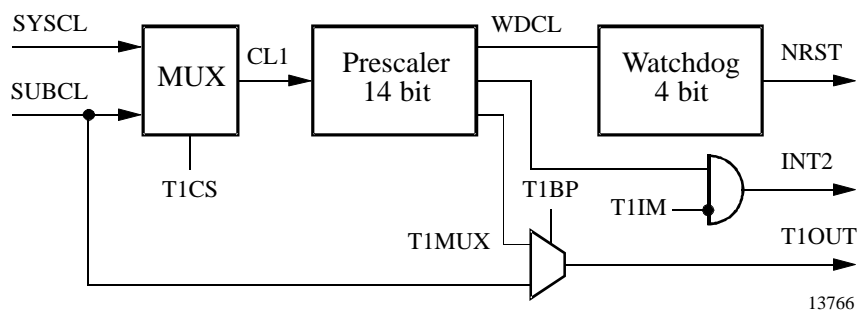 SYSCL
SUBCL
MUX
T1CS
CL1
Prescaler
14 bit
WDCL
Watchdog
4 bit
NRST
INT2
T1IM
T1BP
T1MUX
T1OUT
13766